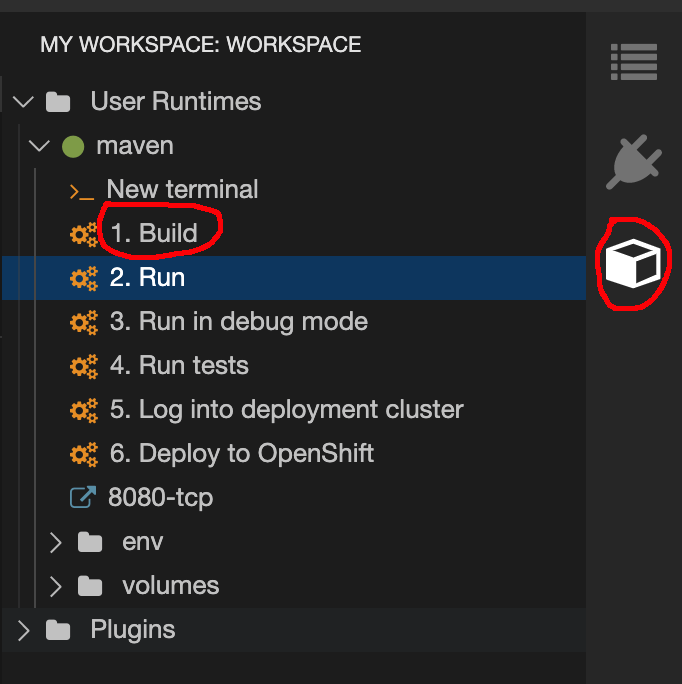 MY WORKSPACE: WORKSPACE
User Runtimes
maven
New terminal
1. Build
2. Run
3. Run in debug mode
4. Run tests
5. Log into deployment cluster
6. Deploy to OpenShift
8080-tcp
env
volumes
Plugins